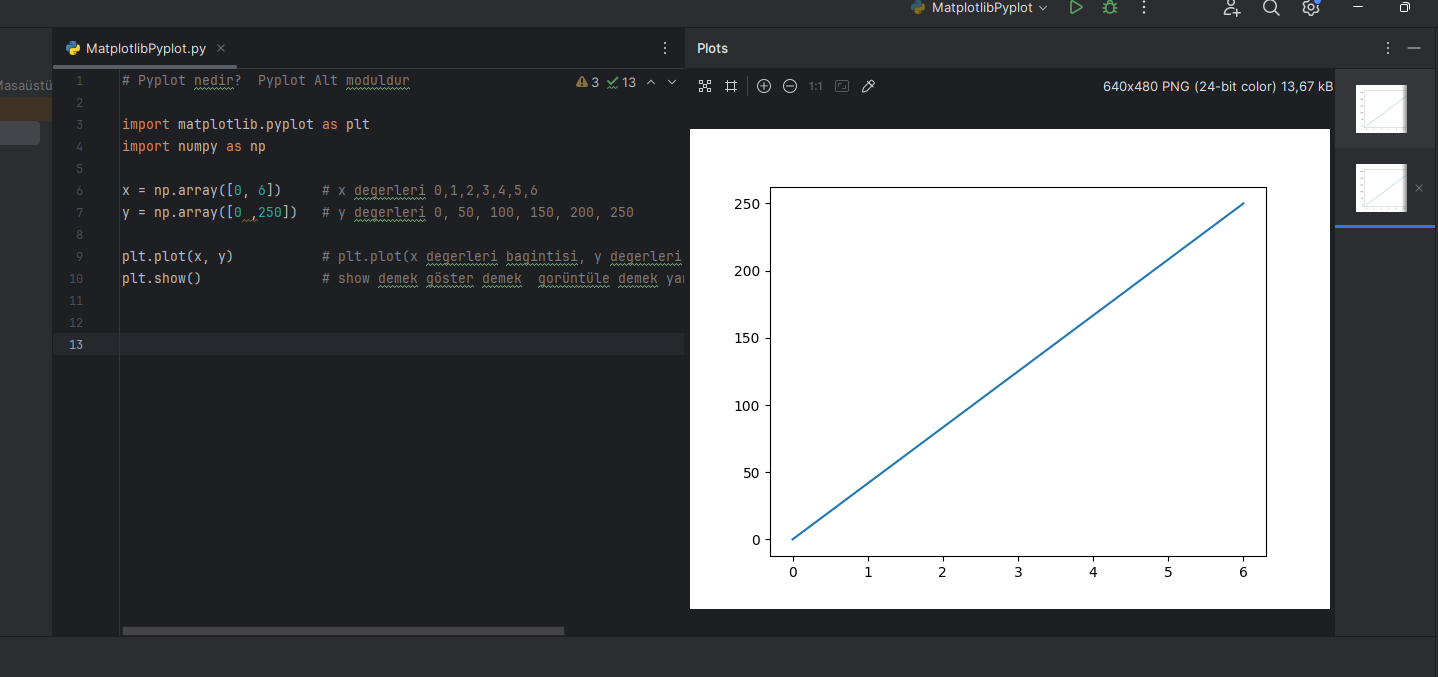 MatplotlibPyplot
MatplotlibPyplot.py
Plots
Masaüstü
1 # Pyplot nedir?  Pyplot Alt moduldur
3 13
2
3 import matplotlib.pyplot as plt
4 import numpy as np
5
6 x = np.array([0, 6])     # x degerleri 0,1,2,3,4,5,6
7 y = np.array([0 ,250])   # y degerleri 0, 50, 100, 150, 200, 250
8
9 plt.plot(x, y)           # plt.plot(x degerleri bagintisi, y degerleri
10 plt.show()               # show demek göster demek  gorüntüle demek
11
12
13
1:1
640x480 PNG (24-bit color) 13,67 kB
250
200
150
100
50
0
0 1 2 3 4 5 6